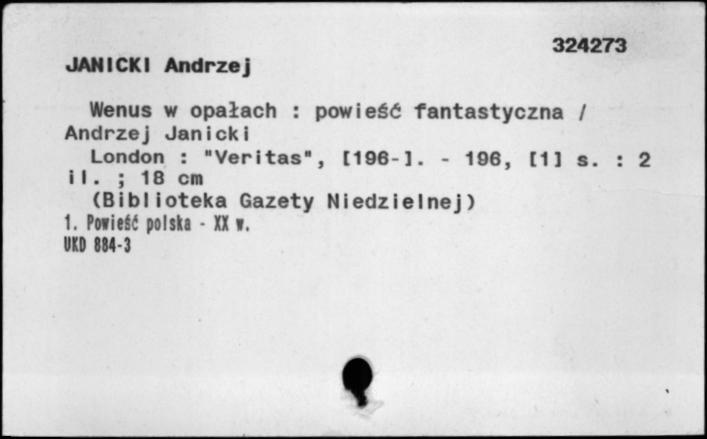 324273
JANICKI Andrzej
Wenus w opałach : powieść fantastyczna /
Andrzej Janicki
London : "Veritas", [196-]. - 196, [1] s. : 2
il. ; 18 cm
(Biblioteka Gazety Niedzielnej)
1. Powieść polska - XX w.
UKD 884-3